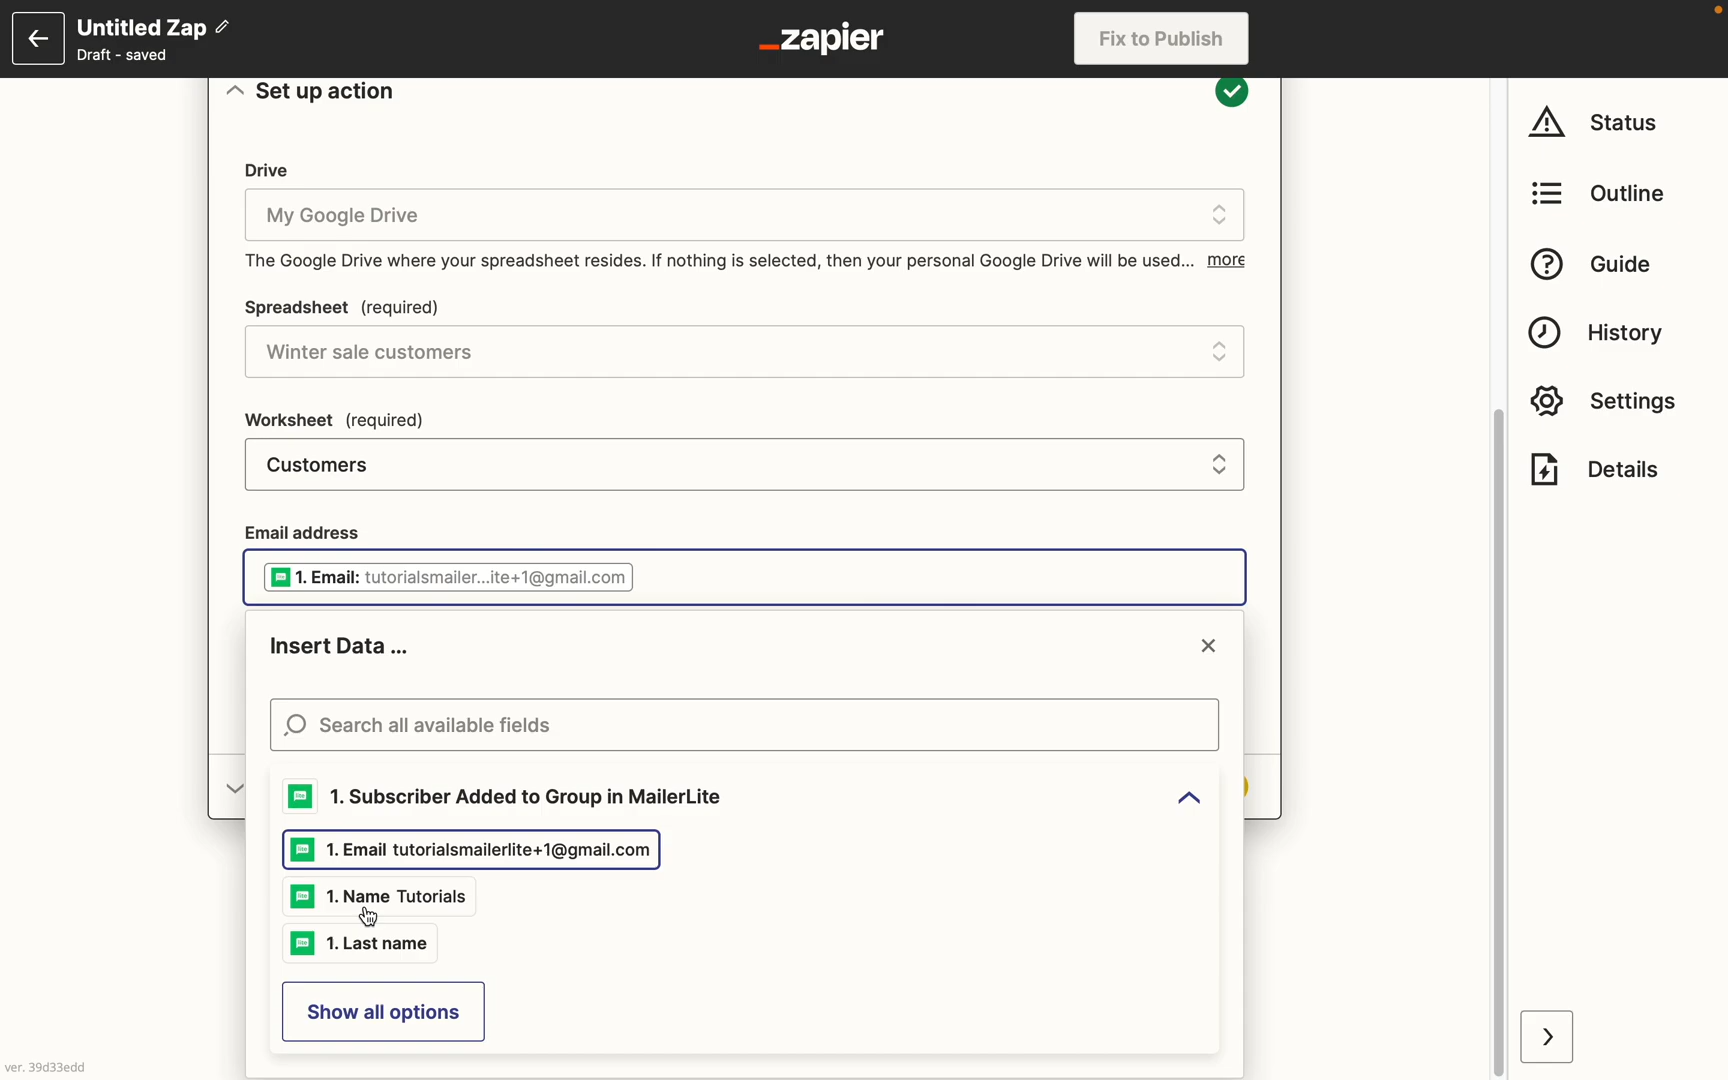 Untitled Zap
Draft - saved
zapier
Fix to Publish
Set up action
Drive
My Google Drive
The Google Drive where your spreadsheet resides. If nothing is selected, then your personal Google Drive will be used... more
Spreadsheet (required)
Winter sale customers
Worksheet (required)
Customers
Email address
1. Email: tutorialsmailer...ite+1@gmail.com
Insert Data ...
Search all available fields
1. Subscriber Added to Group in MailerLite
1. Email tutorialsmailerlite+1@gmail.com
1. Name Tutorials
1. Last name
Show all options
Status
Outline
Guide
History
Settings
Details
ver. 39d33edd